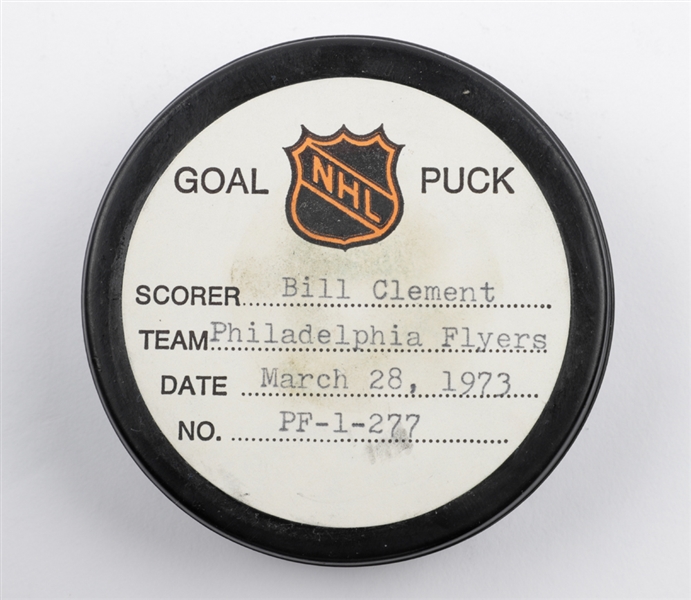 GOAL NHL PUCK
SCORER Bill Clement
TEAM Philadelphia Flyers
DATE March 28, 1973
NO. PF-1-277